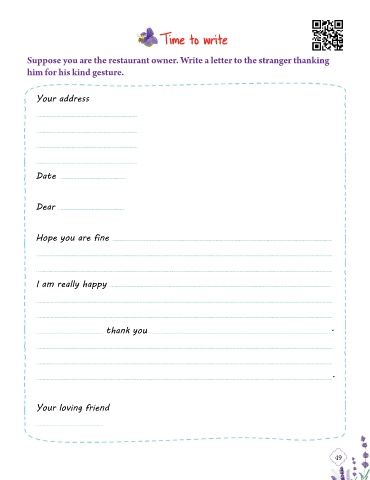 Time to write
Suppose you are the restaurant owner. Write a letter to the stranger thanking
him for his kind gesture.
Your address
Date
Dear
Hope you are fine
I am really happy
thank you .
.
Your loving friend
49